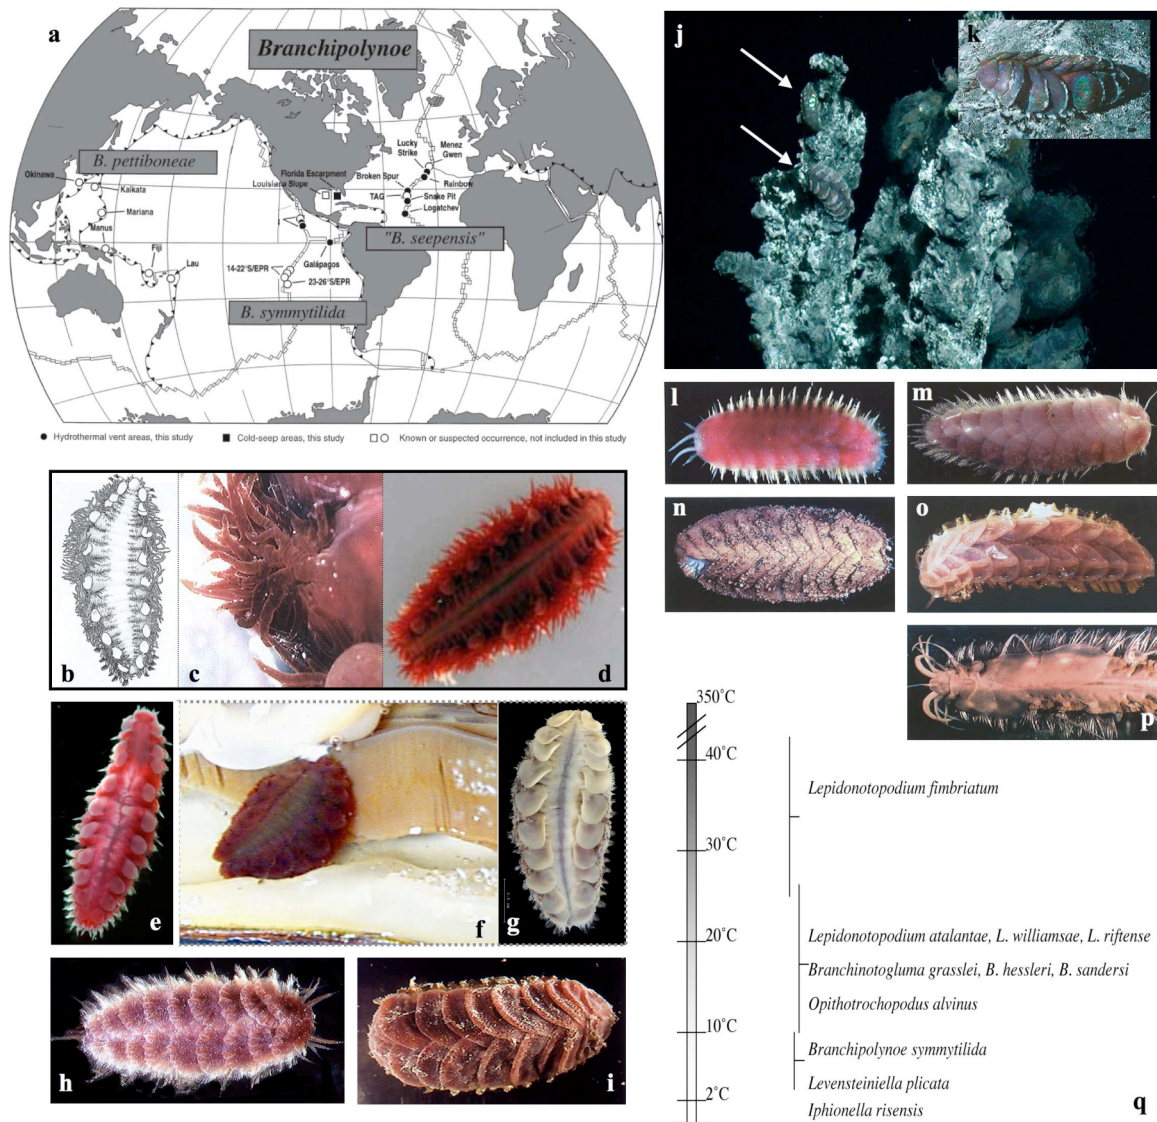 a
Branchipolynoe
B. pettiboneae
Okinawa
Kaikata
Mariana
Manus
Fiji
Lau
Lucky
Strike
Menez
Gwen
Florida Escarpment
Louisiana Slope
Broken Spur
Rainbow
TAG
Snake Pit
Logatchev
"B. seepensis"
Galápagos
14-22°S/EPR
23-26°S/EPR
B. symmytilida
Hydrothermal vent areas, this study
Cold-seep areas, this study
Known or suspected occurrence, not included in this study
j
k
l
m
n
o
p
b
c
d
e
f
g
h
i
350°C
40°C
30°C
20°C
10°C
2°C
Lepidonotopodium fimbriatum
Lepidonotopodium atalantae, L. williamsae, L. riftense
Branchinotogluma grasslei, B. hessleri, B. sandersi
Opithotrochopodus alvinus
Branchipolynoe symmytilida
Levensteiniella plicata
Iphionella risensis
q